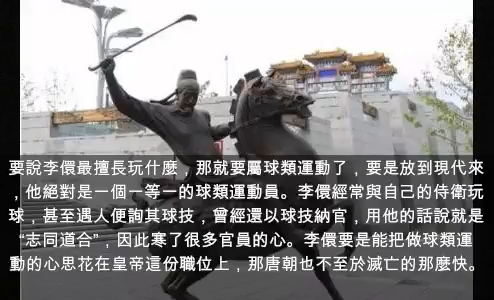 要說李儇最擅長玩什麼，那就要屬球類運動了，要是放到現代來
，他絕對是一個一等一的球類運動員。李儇經常與自己的侍衛玩
球，甚至遇人便詢其球技，曾經還以球技納官，用他的話說就是
“志同道合”，因此寒了很多官員的心。李儇要是能把做球類運
動的心思花在皇帝這份職位上，那唐朝也不至於滅亡的那麼快。